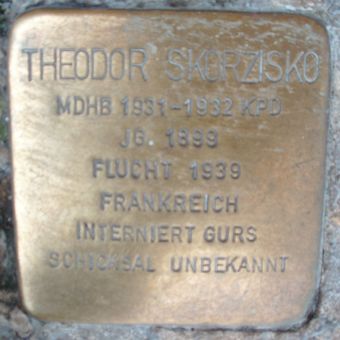 THEODOR SKORZISKO
MDHB 1931-1932 KPD
JG. 1899
FLUCHT 1939
FRANKREICH
INTERNIERT GURS
SCHICKSAL UNBEKANNT